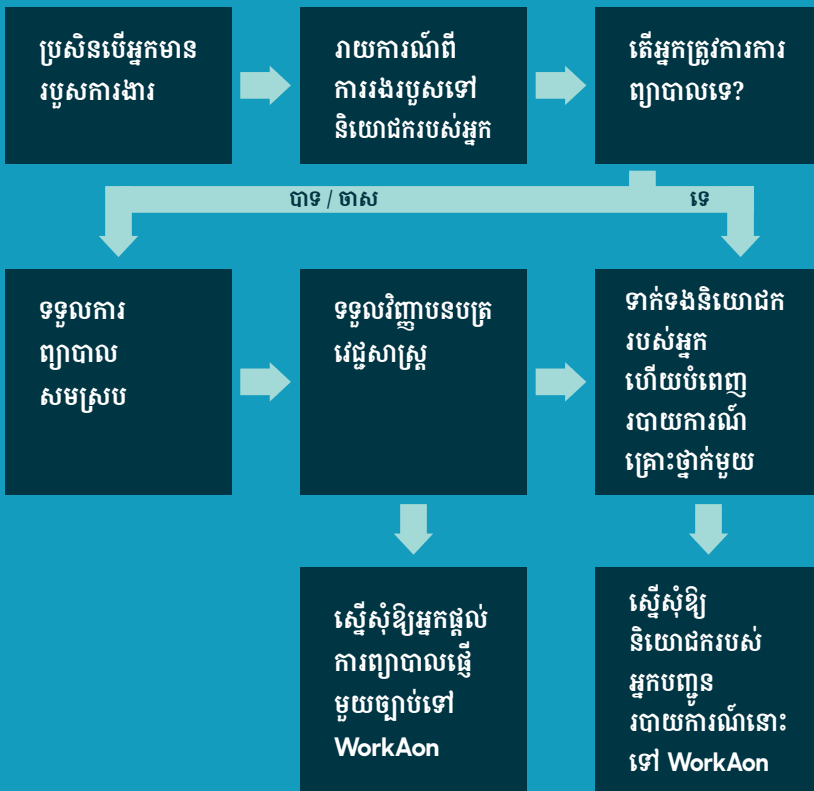 ប្រសិនបើអ្នកមាន
របួសការងារ
រាយការណ៍ពី
ការរងរបួសទៅ
និយោជករបស់អ្នក
តើអ្នកត្រូវការការ
ព្យាបាលទេ?
បាទ / ចាស
ទេ
ទទួលការ
ព្យាបាល
សមស្រប
ទទួលវិញ្ញាបនបត្រ
វេជ្ជសាស្ត្រ
ទាក់ទងនិយោជក
របស់អ្នក
ហើយបំពេញ
របាយការណ៍
គ្រោះថ្នាក់មួយ
ស្នើសុំឱ្យអ្នកផ្តល់
ការព្យាបាលផ្ញើ
មួយច្បាប់ទៅ
WorkAon
ស្នើសុំឱ្យ
និយោជករបស់
អ្នកបញ្ជូន
របាយការណ៍នោះ
ទៅ WorkAon